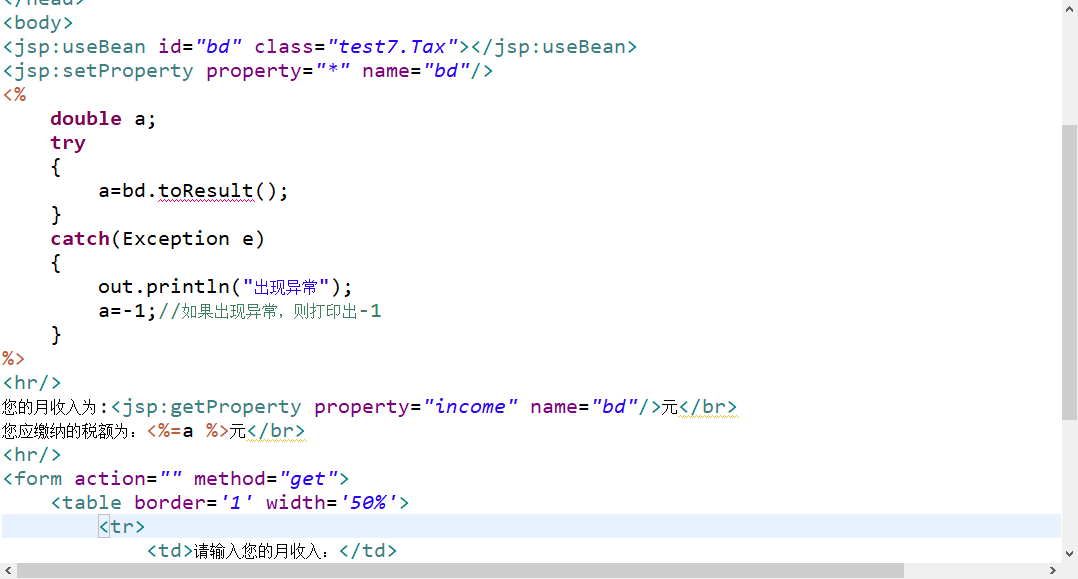 </head>
<body>
<jsp:useBean id="bd" class="test7.Tax"></jsp:useBean>
<jsp:setProperty property="*" name="bd"/>
<%
    double a;
    try
    {
        a=bd.toResult();
    }
    catch(Exception e)
    {
        out.println("出现异常");
        a=-1;//如果出现异常，则打印出-1
    }
%>
<hr/>
您的月收入为:<jsp:getProperty property="income" name="bd"/>元</br>
您应缴纳的税额为：<%=a %>元</br>
<hr/>
<form action="" method="get">
    <table border='1' width='50%'>
        <tr>
            <td>请输入您的月收入：</td>